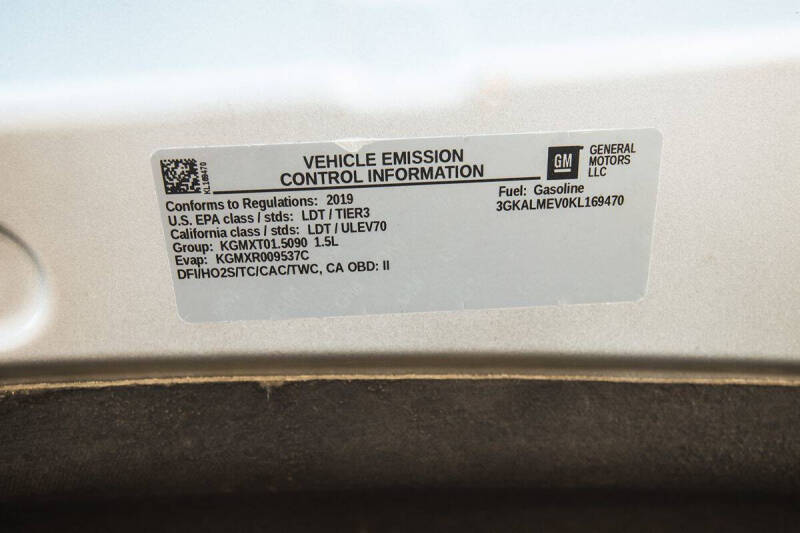 KL169470
VEHICLE EMISSION
CONTROL INFORMATION
GM
GENERAL
MOTORS
LLC
Conforms to Regulations: 2019
U.S. EPA class / stds: LDT / TIER3
California class / stds: LDT / ULEV70
Group: KGMXT01.5090 1.5L
Evap: KGMXR009537C
DFI/HO2S/TC/CAC/TWC, CA OBD: II
Fuel: Gasoline
3GKALMEV0KL169470